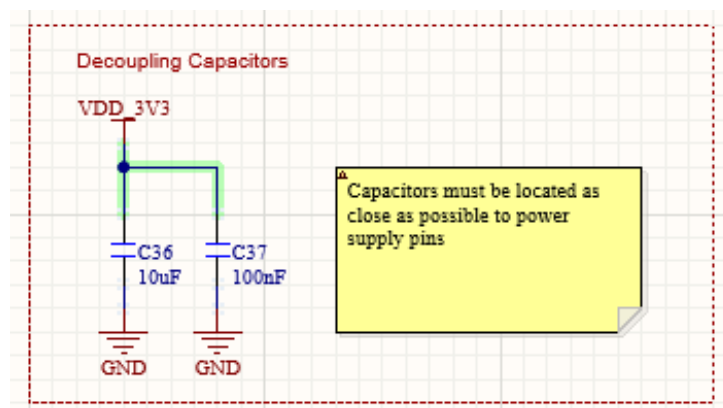 Decoupling Capacitors
VDD_3V3
Capacitors must be located as
close as possible to power
supply pins
C36
10uF
C37
100nF
GND
GND